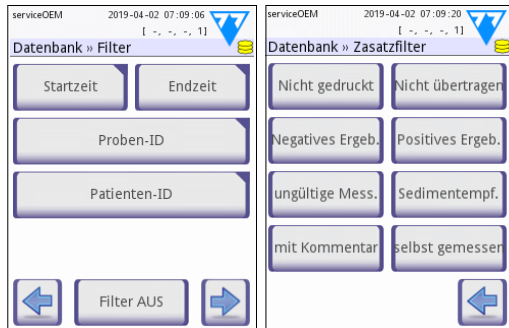 serviceOEM 2019-04-02 07:09:06
[ -, -, -, 1]
Datenbank » Filter
Startzeit Endzeit
Proben-ID
Patienten-ID
Filter AUS
serviceOEM 2019-04-02 07:09:20
[ -, -, -, 1]
Datenbank » Zasatzfilter
Nicht gedruckt Nicht übertragen
Negatives Ergeb. Positives Ergeb.
ungültige Mess. Sedimentempf.
mit Kommentar selbst gemessen